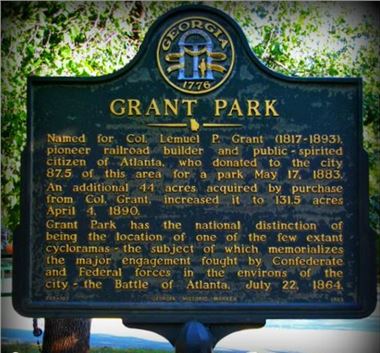 GEORGIA
1776
GRANT PARK
Named for Col. Lemuel P. Grant (1817-1893),
pioneer railroad builder and public-spirited
citizen of Atlanta, who donated to the city
87.5 of this area for a park May 17, 1883.
An additional 44 acres acquired by purchase
from Col. Grant, increased it to 131.5 acres
April 4, 1890.
Grant Park has the national distinction of
being the location of one of the few extant
cycloramas - the subject of which memorializes
the major engagement fought by Confederate
and Federal forces in the environs of the
city - the Battle of Atlanta, July 22, 1864.
GEORGIA HISTORIC MARKER